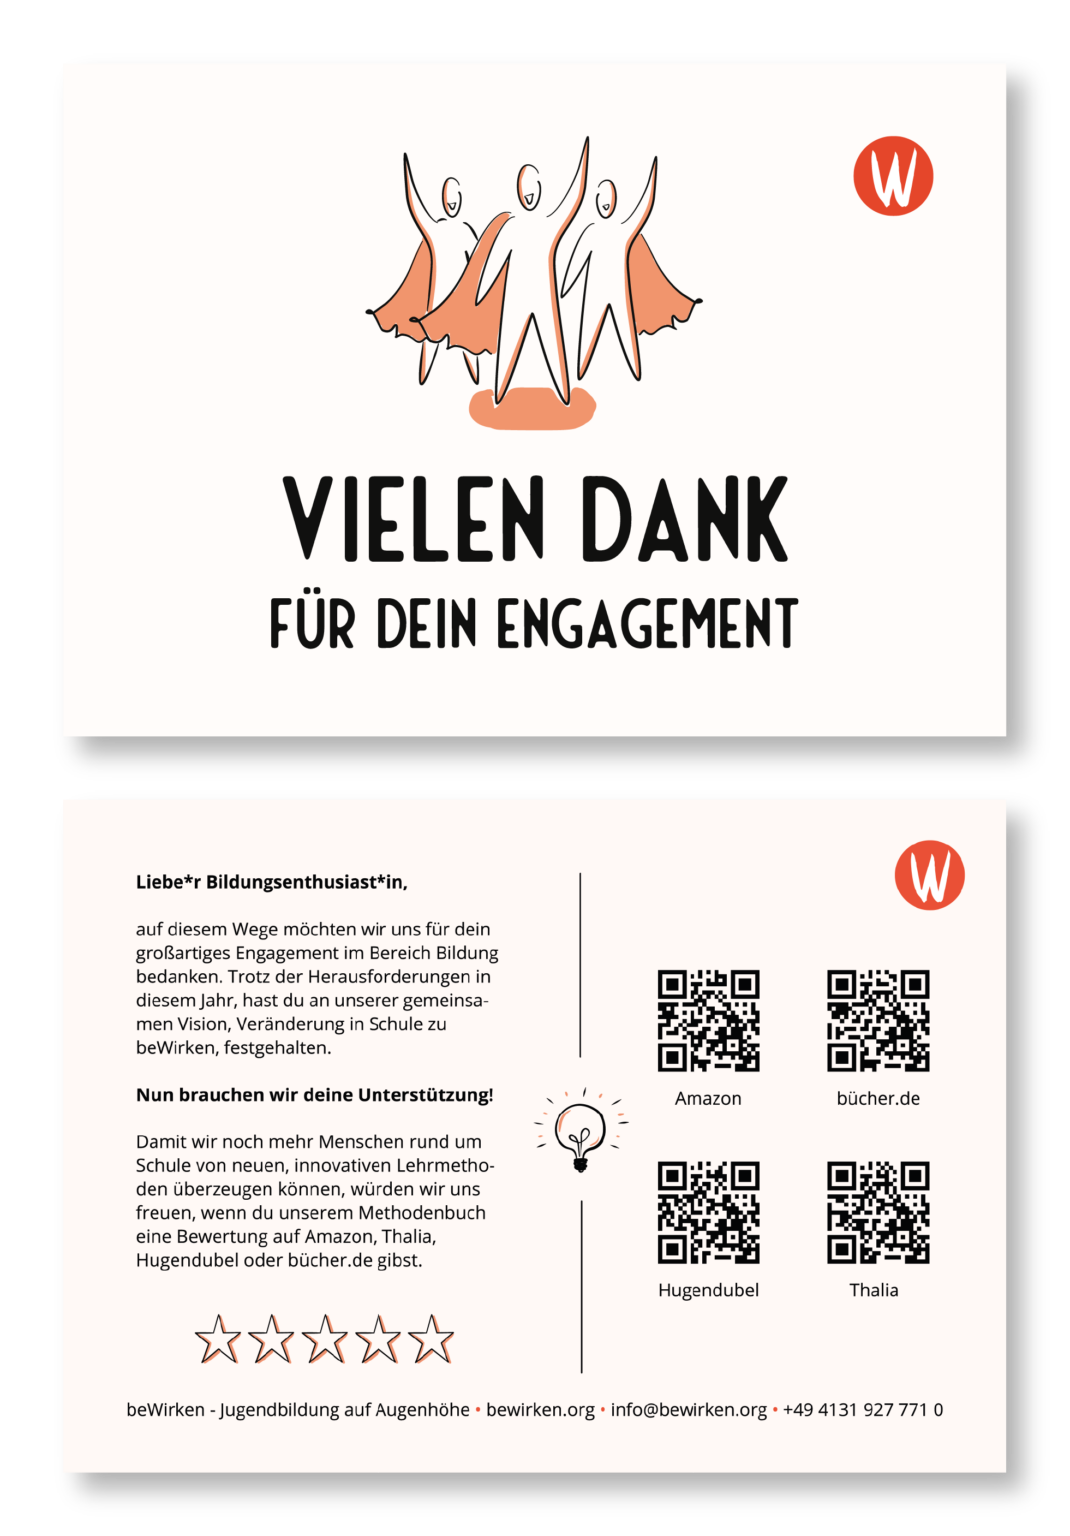 W
VIELEN DANK
FÜR DEIN ENGAGEMENT
W
Liebe*r Bildungsenthusiast*in,
auf diesem Wege möchten wir uns für dein
großartiges Engagement im Bereich Bildung
bedanken. Trotz der Herausforderungen in
diesem Jahr, hast du an unserer gemeinsa-
men Vision, Veränderung in Schule zu
beWirken, festgehalten.
Nun brauchen wir deine Unterstützung!
Damit wir noch mehr Menschen rund um
Schule von neuen, innovativen Lehrmetho-
den überzeugen können, würden wir uns
freuen, wenn du unserem Methodenbuch
eine Bewertung auf Amazon, Thalia,
Hugendubel oder bücher.de gibst.
Amazon
bücher.de
Hugendubel
Thalia
beWirken - Jugendbildung auf Augenhöhe • bewirken.org • info@bewirken.org • +49 4131 927 771 0